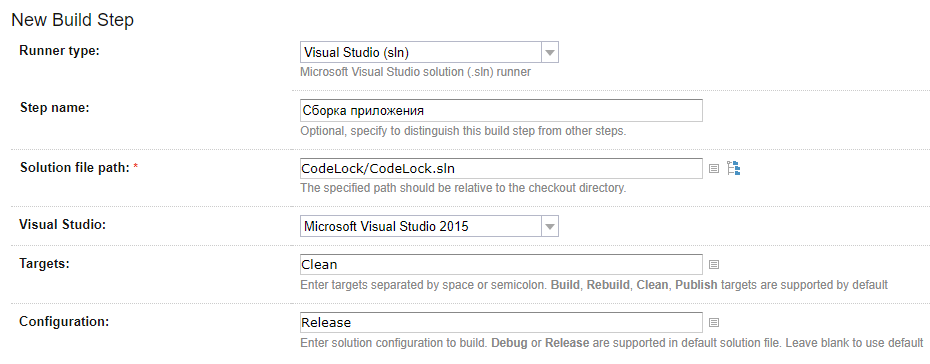 New Build Step
Runner type: Visual Studio (sln)
Microsoft Visual Studio solution (.sln) runner
Step name: Сборка приложения
Optional, specify to distinguish this build step from other steps.
Solution file path: * CodeLock/CodeLock.sln
The specified path should be relative to the checkout directory.
Visual Studio: Microsoft Visual Studio 2015
Targets: Clean
Enter targets separated by space or semicolon. Build, Rebuild, Clean, Publish targets are supported by default
Configuration: Release
Enter solution configuration to build. Debug or Release are supported in default solution file. Leave blank to use default